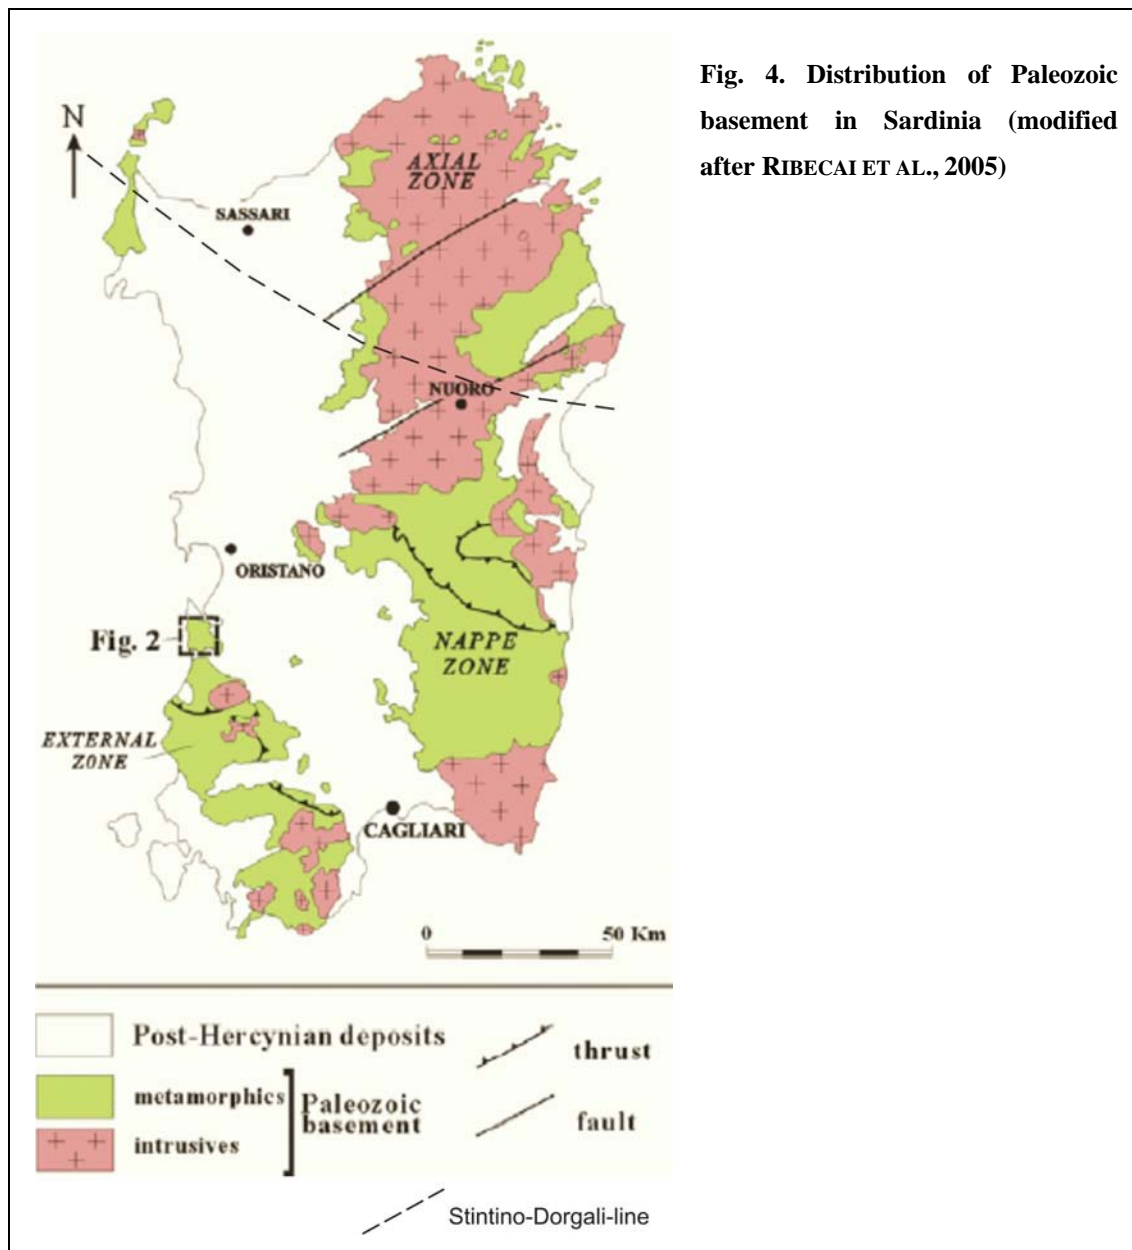 Fig. 4. Distribution of Paleozoic
basement in Sardinia (modified
after RIBECAI ET AL., 2005)
N
AXIAL
ZONE
SASSARI
NUORO
ORISTANO
Fig. 2
NAPPE
ZONE
EXTERNAL
ZONE
CAGLIARI
0 50 Km
Post-Hercynian deposits
metamorphics
intrusives
Paleozoic
basement
thrust
fault
Stintino-Dorgali-line